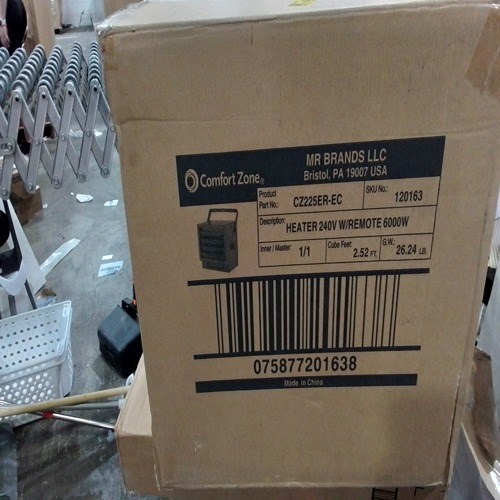 MR BRANDS LLC
Bristol, PA 19007 USA
Comfort Zone®
Product Part No.: CZ225ER-EC
SKU No.: 120163
Description: HEATER 240V W/REMOTE 6000W
Inner / Master: 1/1
Cube Feet: 2.52 FT.
G.W.: 26.24 LB.
075877201638
Made in China